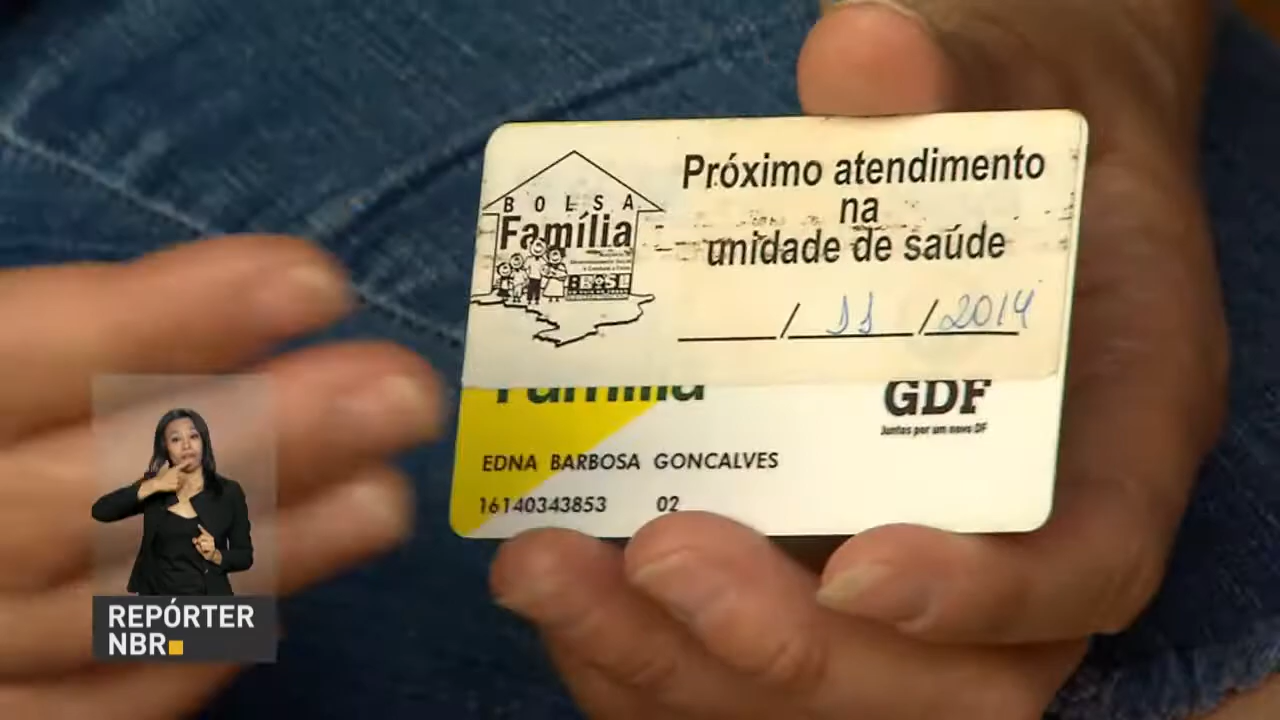 BOLSA
Família
Próximo atendimento
na
unidade de saúde
/ 11 / 2014
GDF
Juntos por um novo DF
EDNA BARBOSA GONCALVES
16140343853 02
REPÓRTER
NBR